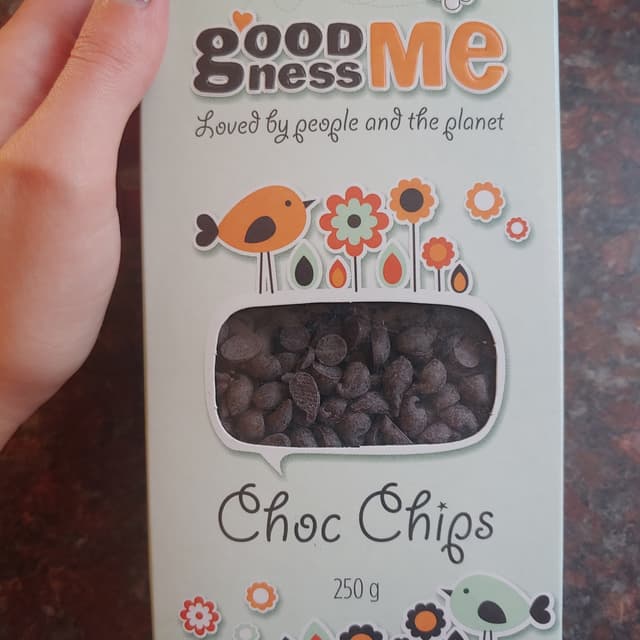 good
ness Me
Loved by people and the planet
Choc Chips
250 g